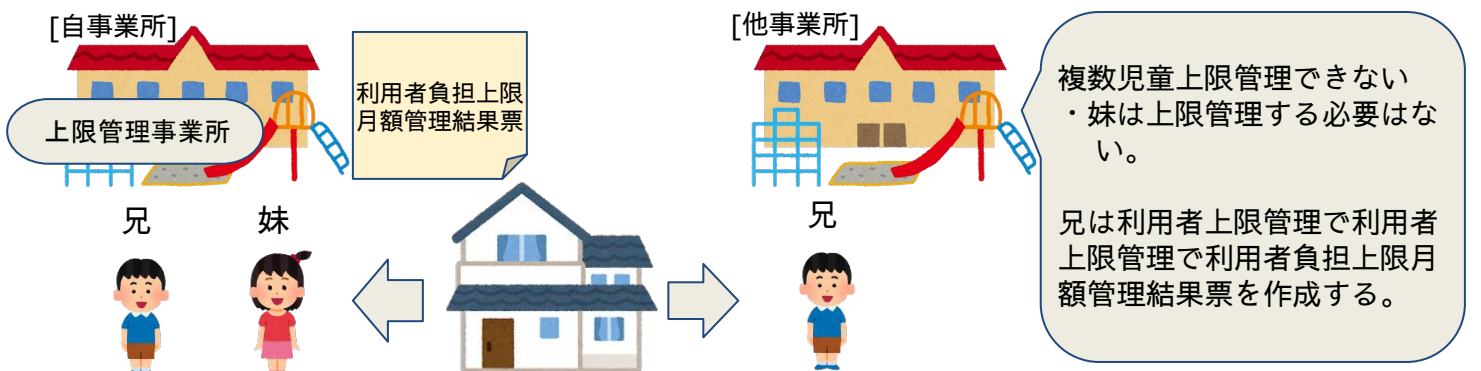 [自事業所]
上限管理事業所
利用者負担上限
月額管理結果票
兄
妹
[他事業所]
兄
複数児童上限管理できない
・妹は上限管理する必要はな
い。
兄は利用者上限管理で利用者
上限管理で利用者負担上限月
額管理結果票を作成する。